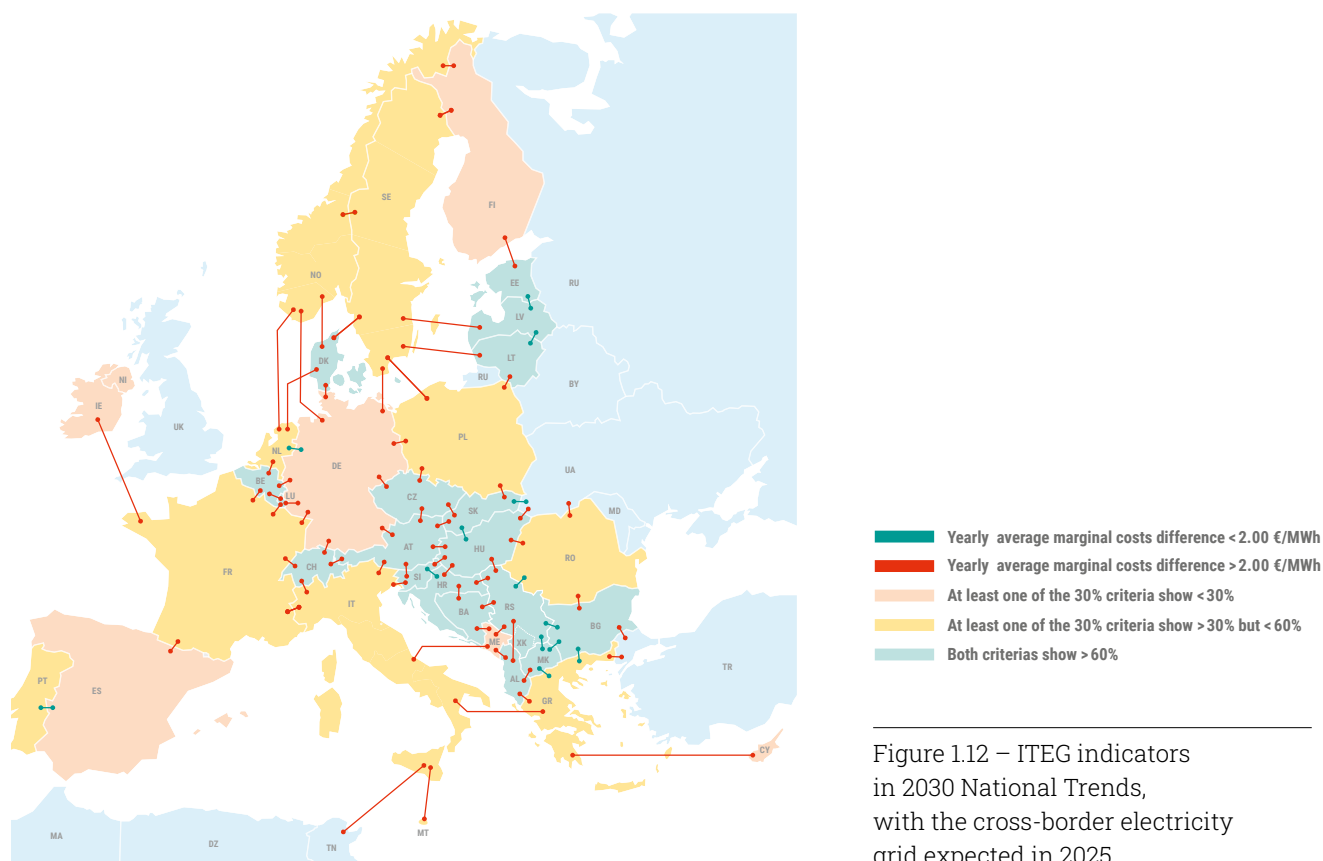 SE
FI
NO
EE
RU
LV
DK
LT
RU
BY
NI
IE
UK
PL
NL
DE
UA
BE
LU
CZ
MD
SK
AT
HU
CH
RO
FR
SI
HR
IT
BA
RS
BG
ME
XK
MK
TR
PT
ES
AL
GR
CY
MT
MA
DZ
TN
Yearly average marginal costs difference < 2.00 €/MWh
Yearly average marginal costs difference > 2.00 €/MWh
At least one of the 30% criteria show < 30%
At least one of the 30% criteria show > 30% but < 60%
Both criterias show > 60%
Figure 1.12 – ITEG indicators
in 2030 National Trends,
with the cross-border electricity
grid expected in 2025